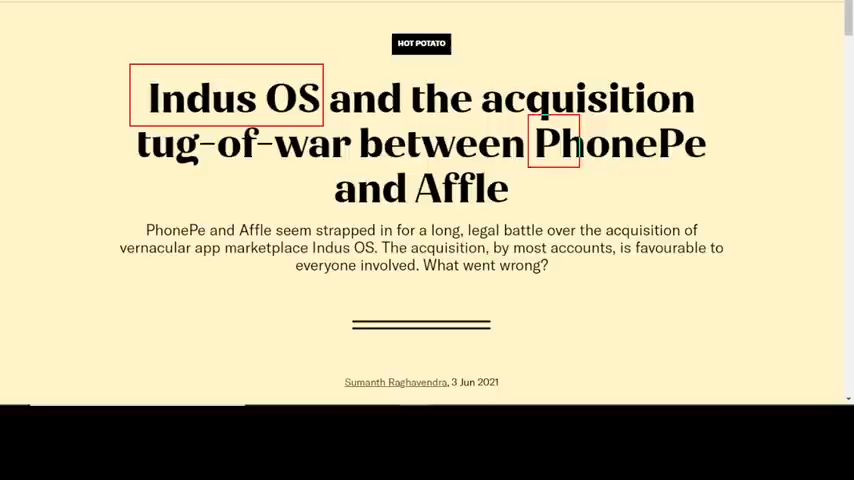 HOT POTATO
Indus OS and the acquisition
tug-of-war between PhonePe
and Affle
PhonePe and Affle seem strapped in for a long, legal battle over the acquisition of
vernacular app marketplace Indus OS. The acquisition, by most accounts, is favourable to
everyone involved. What went wrong?
Sumanth Raghavendra, 3 Jun 2021